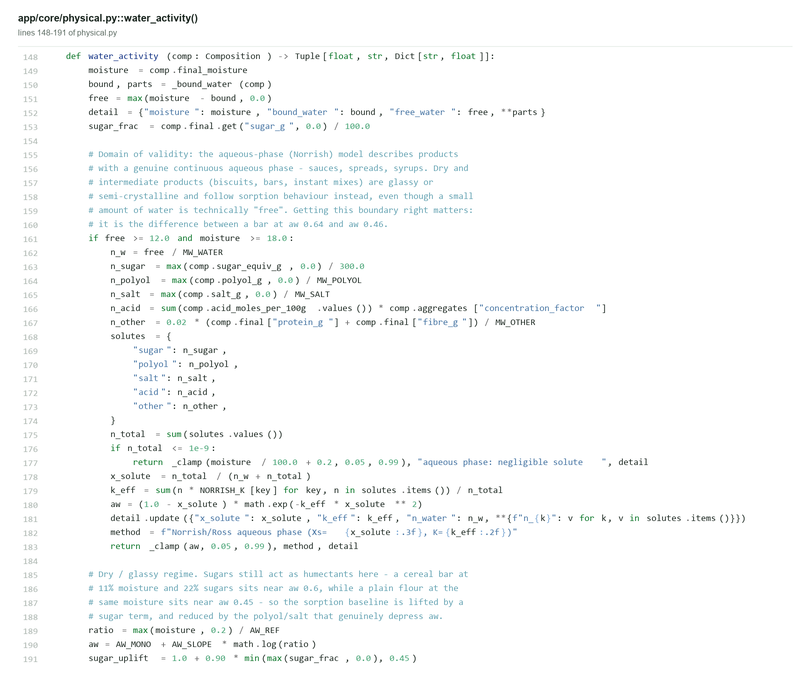 app/core/physical.py::water_activity()
lines 148-191 of physical.py
148 def water_activity (comp: Composition ) -> Tuple[float, str, Dict[str, float]]:
149 moisture = comp.final_moisture
150 bound, parts = _bound_water (comp)
151 free = max(moisture - bound, 0.0)
152 detail = {"moisture ": moisture, "bound_water ": bound, "free_water ": free, **parts}
153 sugar_frac = comp.final.get("sugar_g ", 0.0) / 100.0
154
155 # Domain of validity: the aqueous-phase (Norrish) model describes products
156 # with a genuine continuous aqueous phase - sauces, spreads, syrups. Dry and
157 # intermediate products (biscuits, bars, instant mixes) are glassy or
158 # semi-crystalline and follow sorption behaviour instead, even though a small
159 # amount of water is technically "free". Getting this boundary right matters:
160 # it is the difference between a bar at aw 0.64 and aw 0.46.
161 if free >= 12.0 and moisture >= 18.0:
162 n_w = free / MW_WATER
163 n_sugar = max(comp.sugar_equiv_g , 0.0) / 300.0
164 n_polyol = max(comp.polyol_g , 0.0) / MW_POLYOL
165 n_salt = max(comp.salt_g , 0.0) / MW_SALT
166 n_acid = sum(comp.acid_moles_per_100g .values ()) * comp.aggregates ["concentration_factor "]
167 n_other = 0.02 * (comp.final["protein_g "] + comp.final["fibre_g "]) / MW_OTHER
168 solutes = {
169 "sugar ": n_sugar ,
170 "polyol ": n_polyol ,
171 "salt ": n_salt ,
172 "acid ": n_acid ,
173 "other ": n_other ,
174 }
175 n_total = sum(solutes .values ())
176 if n_total <= 1e-9:
177 return _clamp (moisture / 100.0 + 0.2, 0.05, 0.99), "aqueous phase: negligible solute ", detail
178 x_solute = n_total / (n_w + n_total )
179 k_eff = sum(n * NORRISH_K [key] for key, n in solutes .items ()) / n_total
180 aw = (1.0 - x_solute ) * math.exp(-k_eff * x_solute ** 2)
181 detail .update ({"x_solute ": x_solute , "k_eff ": k_eff, "n_water ": n_w, **{f"n_{k}": v for k, v in solutes .items ()}})
182 method = f"Norrish/Ross aqueous phase (Xs= {x_solute :.3f}, K={k_eff:.2f})"
183 return _clamp (aw, 0.05, 0.99), method , detail
184
185 # Dry / glassy regime. Sugars still act as humectants here - a cereal bar at
186 # 11% moisture and 22% sugars sits near aw 0.6, while a plain flour at the
187 # same moisture sits near aw 0.45 - so the sorption baseline is lifted by a
188 # sugar term, and reduced by the polyol/salt that genuinely depress aw.
189 ratio = max(moisture , 0.2) / AW_REF
190 aw = AW_MONO + AW_SLOPE * math.log(ratio )
191 sugar_uplift = 1.0 + 0.90 * min(max(sugar_frac , 0.0), 0.45)